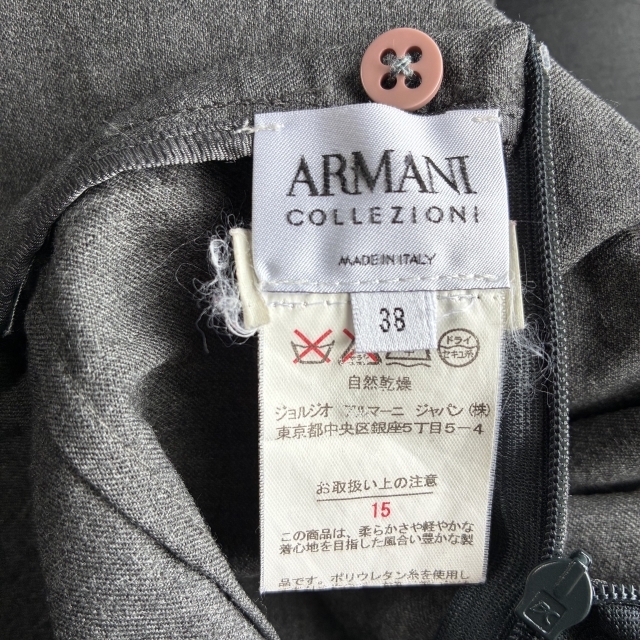 ARMANI
COLLEZIONI
MADE IN ITALY
38
ドライ
セキユ系
自然乾燥
ジョルジオ アルマーニ ジャパン(株)
東京都中央区銀座5丁目5-4
お取扱い上の注意
15
この商品は、柔らかさや軽やかな
着心地を目指した風合い豊かな製
品です。ポリウレタン糸を使用し